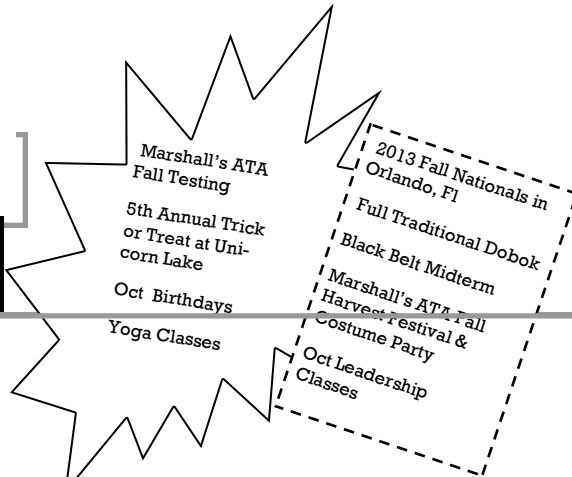 Marshall's ATA
Fall Testing
5th Annual Trick
or Treat at Uni-
corn Lake
Oct Birthdays
Yoga Classes
2013 Fall Nationals in
Orlando, Fl
Full Traditional Dobok
Black Belt Midterm
Marshall's ATA Fall
Harvest Festival &
Costume Party
Oct Leadership
Classes